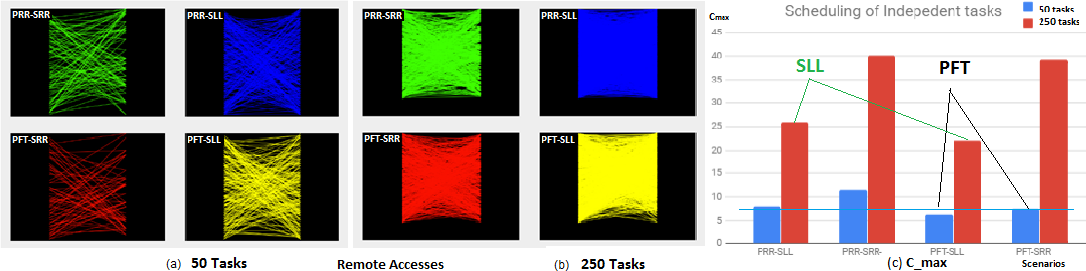 PRR-SRR
PRR-SLL
PFT-SRR
PFT-SLL
(a) 50 Tasks
PRR-SRR
PRR-SLL
PFT-SRR
PFT-SLL
(b) 250 Tasks
Remote Accesses
Cmax
Scheduling of Indepedent tasks
50 tasks
250 tasks
45
40
35
30
25
20
15
10
5
0
SLL
PFT
FRR-SLL
PRR-SRR-
PFT-SLL
PFT-SRR
(c) C_max
Scenarios